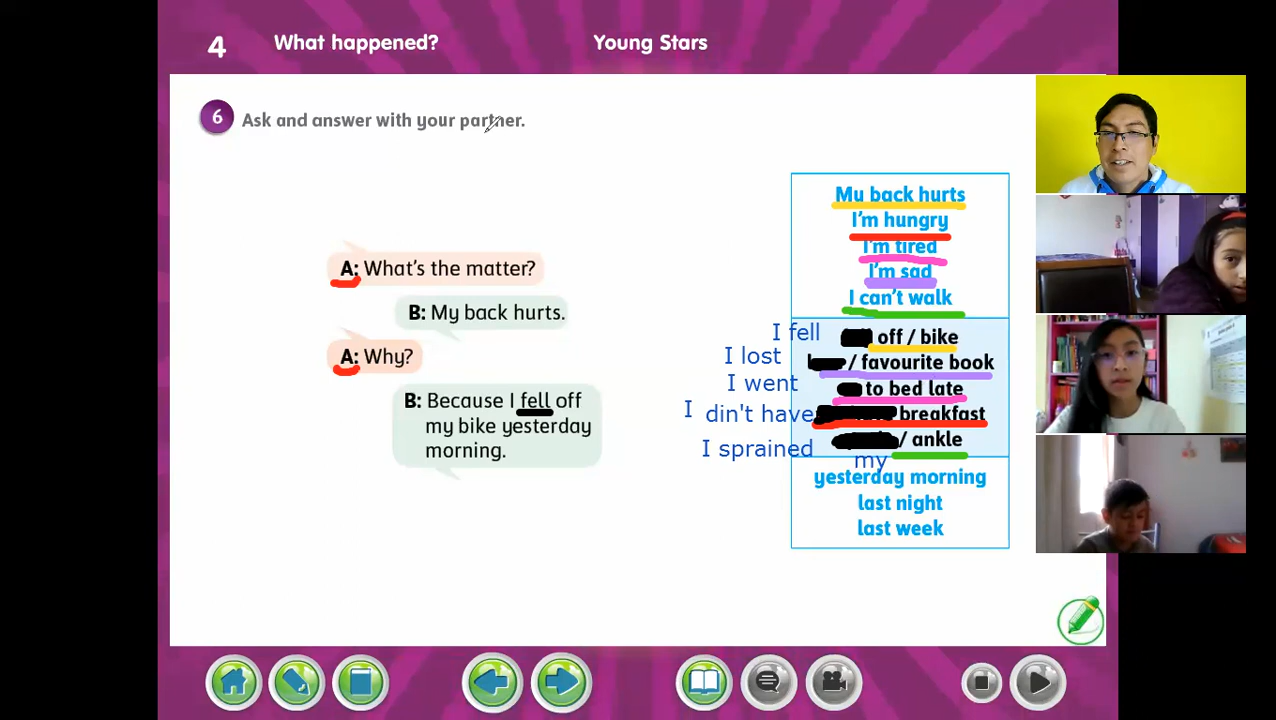 4 What happened? Young Stars
6 Ask and answer with your partner.
A: What's the matter?
B: My back hurts.
A: Why?
B: Because I fell off
my bike yesterday
morning.
Mu back hurts
I'm hungry
I'm tired
I'm sad
I can't walk
I fell off / bike
I lost / favourite book
I went to bed late
I din't have breakfast
I sprained / ankle
my
yesterday morning
last night
last week